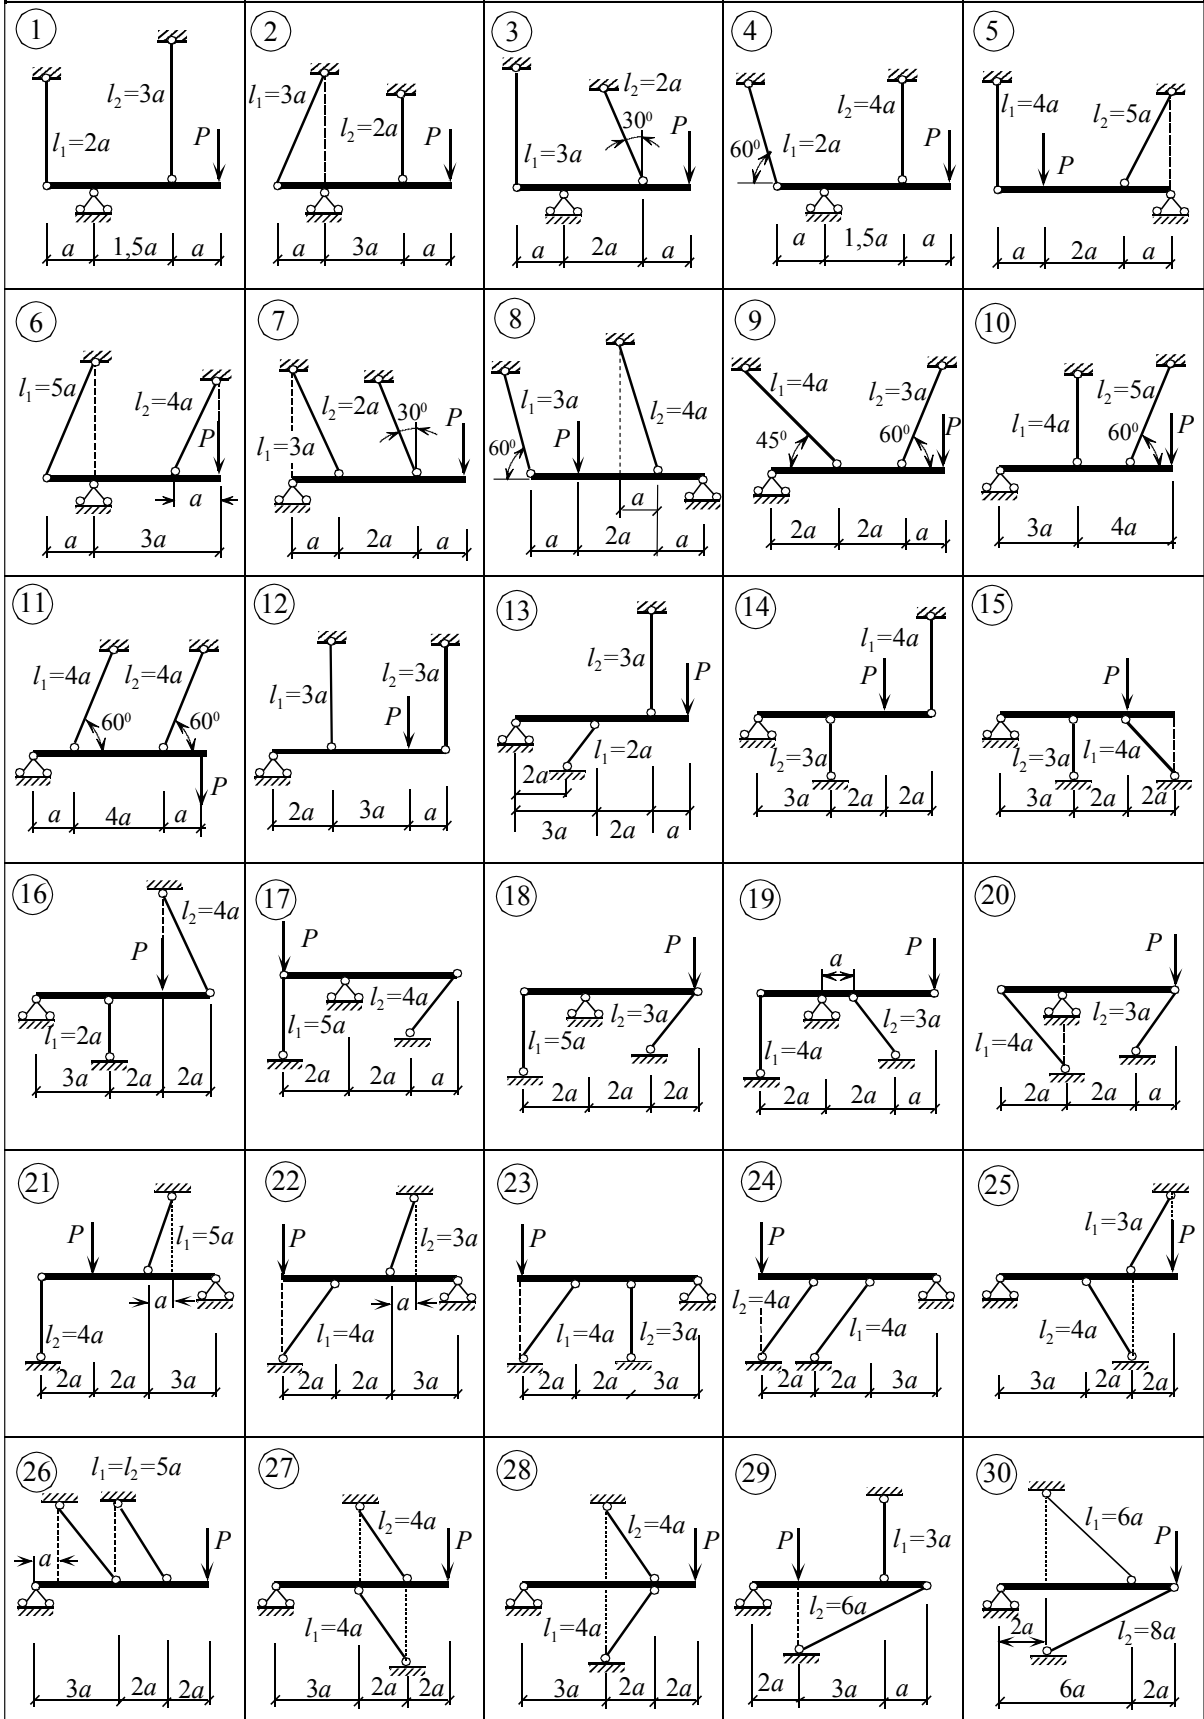 1
l₂=3a
l₁=2a
P
a 1,5a a
2
l₁=3a
l₂=2a
P
a 3a a
3
l₂=2a
30⁰
P
l₁=3a
a 2a a
4
l₂=4a
60⁰
l₁=2a
P
a 1,5a a
5
l₁=4a
l₂=5a
P
a 2a a
6
l₁=5a
l₂=4a
P
a
a 3a
7
l₂=2a
30⁰
P
l₁=3a
a 2a a
8
l₁=3a
l₂=4a
P
60⁰
a
a 2a a
9
l₁=4a
l₂=3a
45⁰
60⁰
P
2a 2a a
10
l₂=5a
l₁=4a
60⁰
P
3a 4a
11
l₁=4a
l₂=4a
60⁰
60⁰
P
a 4a a
12
l₂=3a
l₁=3a
P
2a 3a a
13
l₂=3a
P
l₁=2a
2a
3a 2a a
14
l₁=4a
P
l₂=3a
3a 2a 2a
15
P
l₂=3a
l₁=4a
3a 2a 2a
16
l₂=4a
P
l₁=2a
3a 2a 2a
17
P
l₂=4a
l₁=5a
2a 2a a
18
P
l₂=3a
l₁=5a
2a 2a 2a
19
P
a
l₂=3a
l₁=4a
2a 2a a
20
P
l₂=3a
l₁=4a
2a 2a a
21
P
l₁=5a
a
l₂=4a
2a 2a 3a
22
P
l₂=3a
a
l₁=4a
2a 2a 3a
23
P
l₁=4a
l₂=3a
2a 2a 3a
24
P
l₂=4a
l₁=4a
2a 2a 3a
25
l₁=3a
P
l₂=4a
3a 2a 2a
26
l₁=l₂=5a
P
a
3a 2a 2a
27
l₂=4a
P
l₁=4a
3a 2a 2a
28
l₂=4a
P
l₁=4a
3a 2a 2a
29
P
l₁=3a
l₂=6a
2a 3a a
30
l₁=6a
P
2a
l₂=8a
6a 2a